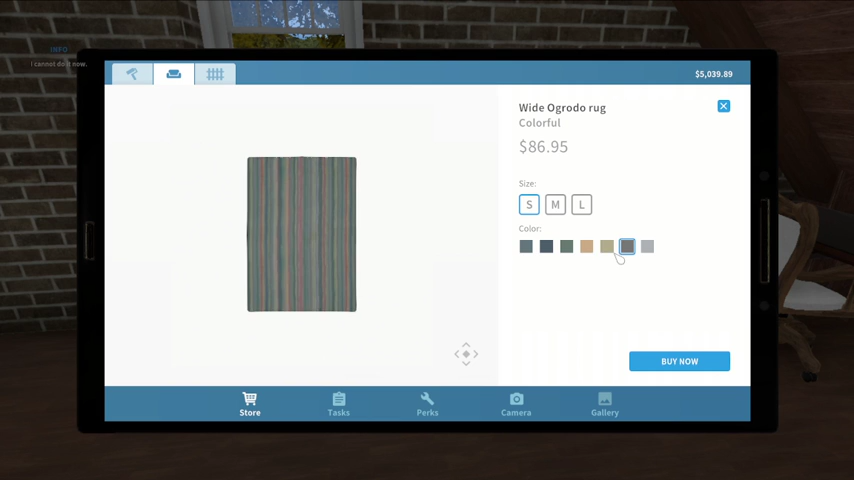 INFO
I cannot do it now.
$5,039.89
Wide Ogrodo rug
Colorful
$86.95
Size:
S M L
Color:
BUY NOW
Store Tasks Perks Camera Gallery